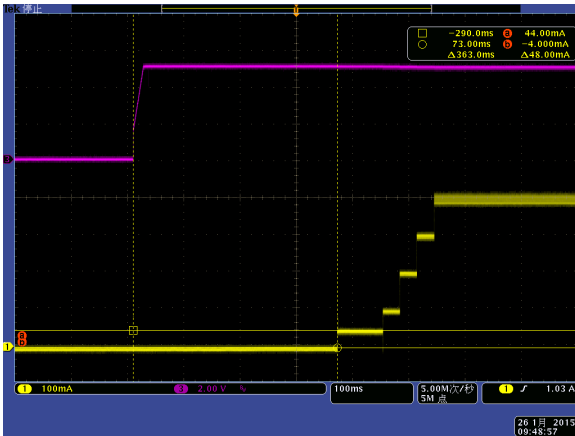 Tek 停止
T
□ -290.0ms a 44.00mA
○ 73.00ms b -4.000mA
Δ363.0ms Δ48.00mA
3
a
b
1
1 100mA 3 2.00 V 100ms 5.00M次/秒 1 ∫ 1.03 A
5M 点
26 1月 2015
09:48:57